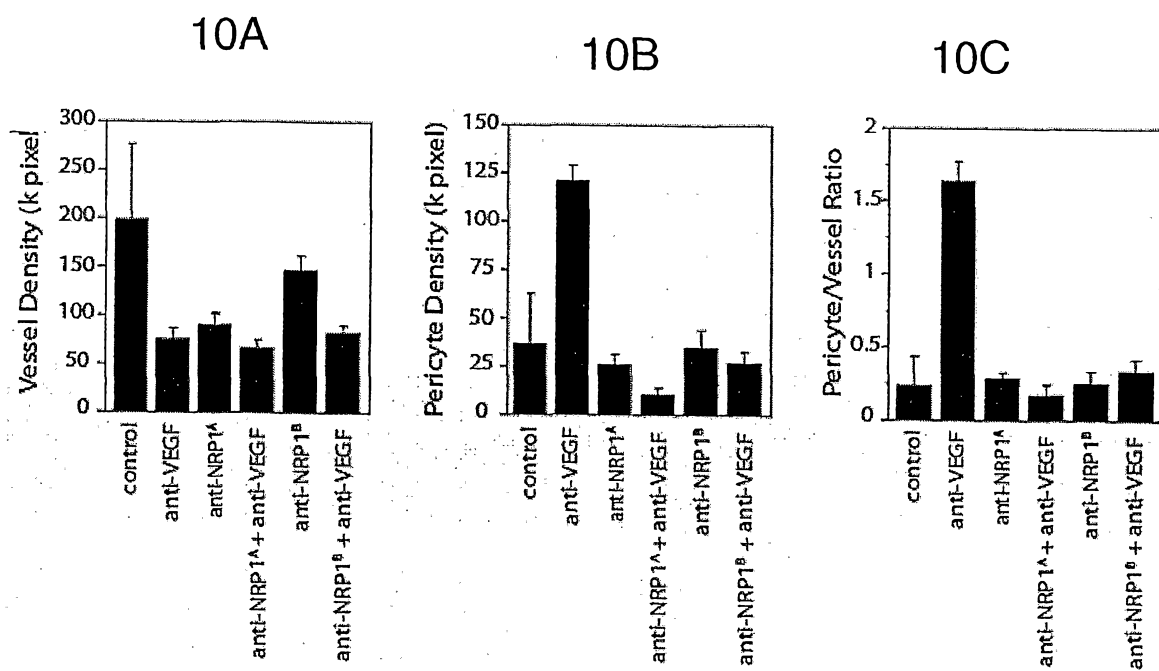 10A
Vessel Density (k pixel
300
250
200
150
100
50
0
control
anti-VEGF
anti-NRP1ᴬ
anti-NRP1ᴬ + anti-VEGF
anti-NRP1ᴮ
anti-NRP1ᴮ + anti-VEGF
10B
Pericyte Density (k pixel)
150
125
100
75
50
25
0
control
anti-VEGF
anti-NRP1ᴬ
anti-NRP1ᴬ + anti-VEGF
anti-NRP1ᴮ
anti-NRP1ᴮ + anti-VEGF
10C
Pericyte/Vessel Ratio
2
1.5
1
0.5
0
control
anti-VEGF
anti-NRP1ᴬ
anti-NRP1ᴬ + anti-VEGF
anti-NRP1ᴮ
anti-NRP1ᴮ + anti-VEGF